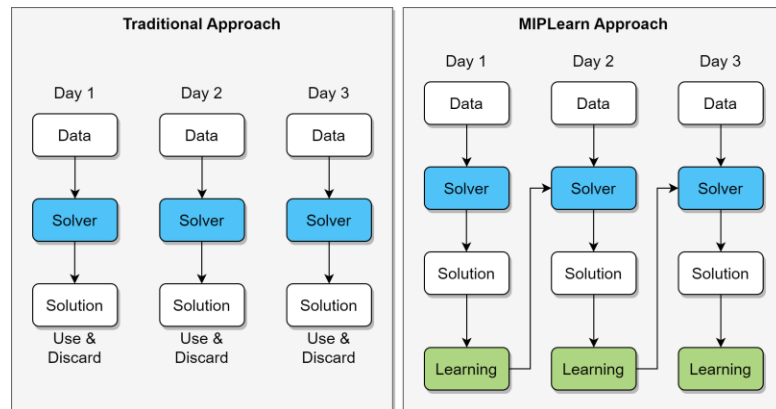 Traditional Approach
Day 1
Day 2
Day 3
Data
Data
Data
Solver
Solver
Solver
Solution
Solution
Solution
Use &
Discard
Use &
Discard
Use &
Discard
MIPLearn Approach
Day 1
Day 2
Day 3
Data
Data
Data
Solver
Solver
Solver
Solution
Solution
Solution
Learning
Learning
Learning